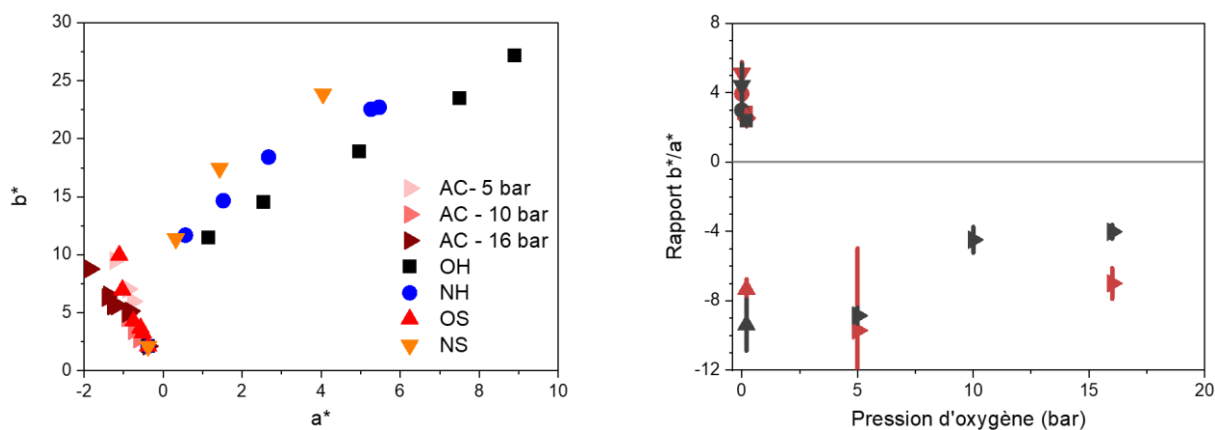 30
25
20
15
10
5
0
b*
-2
0
2
4
6
8
10
a*
AC- 5 bar
AC - 10 bar
AC - 16 bar
OH
NH
OS
NS
8
4
0
-4
-8
-12
Rapport b*/a*
0
5
10
15
20
Pression d'oxygène (bar)